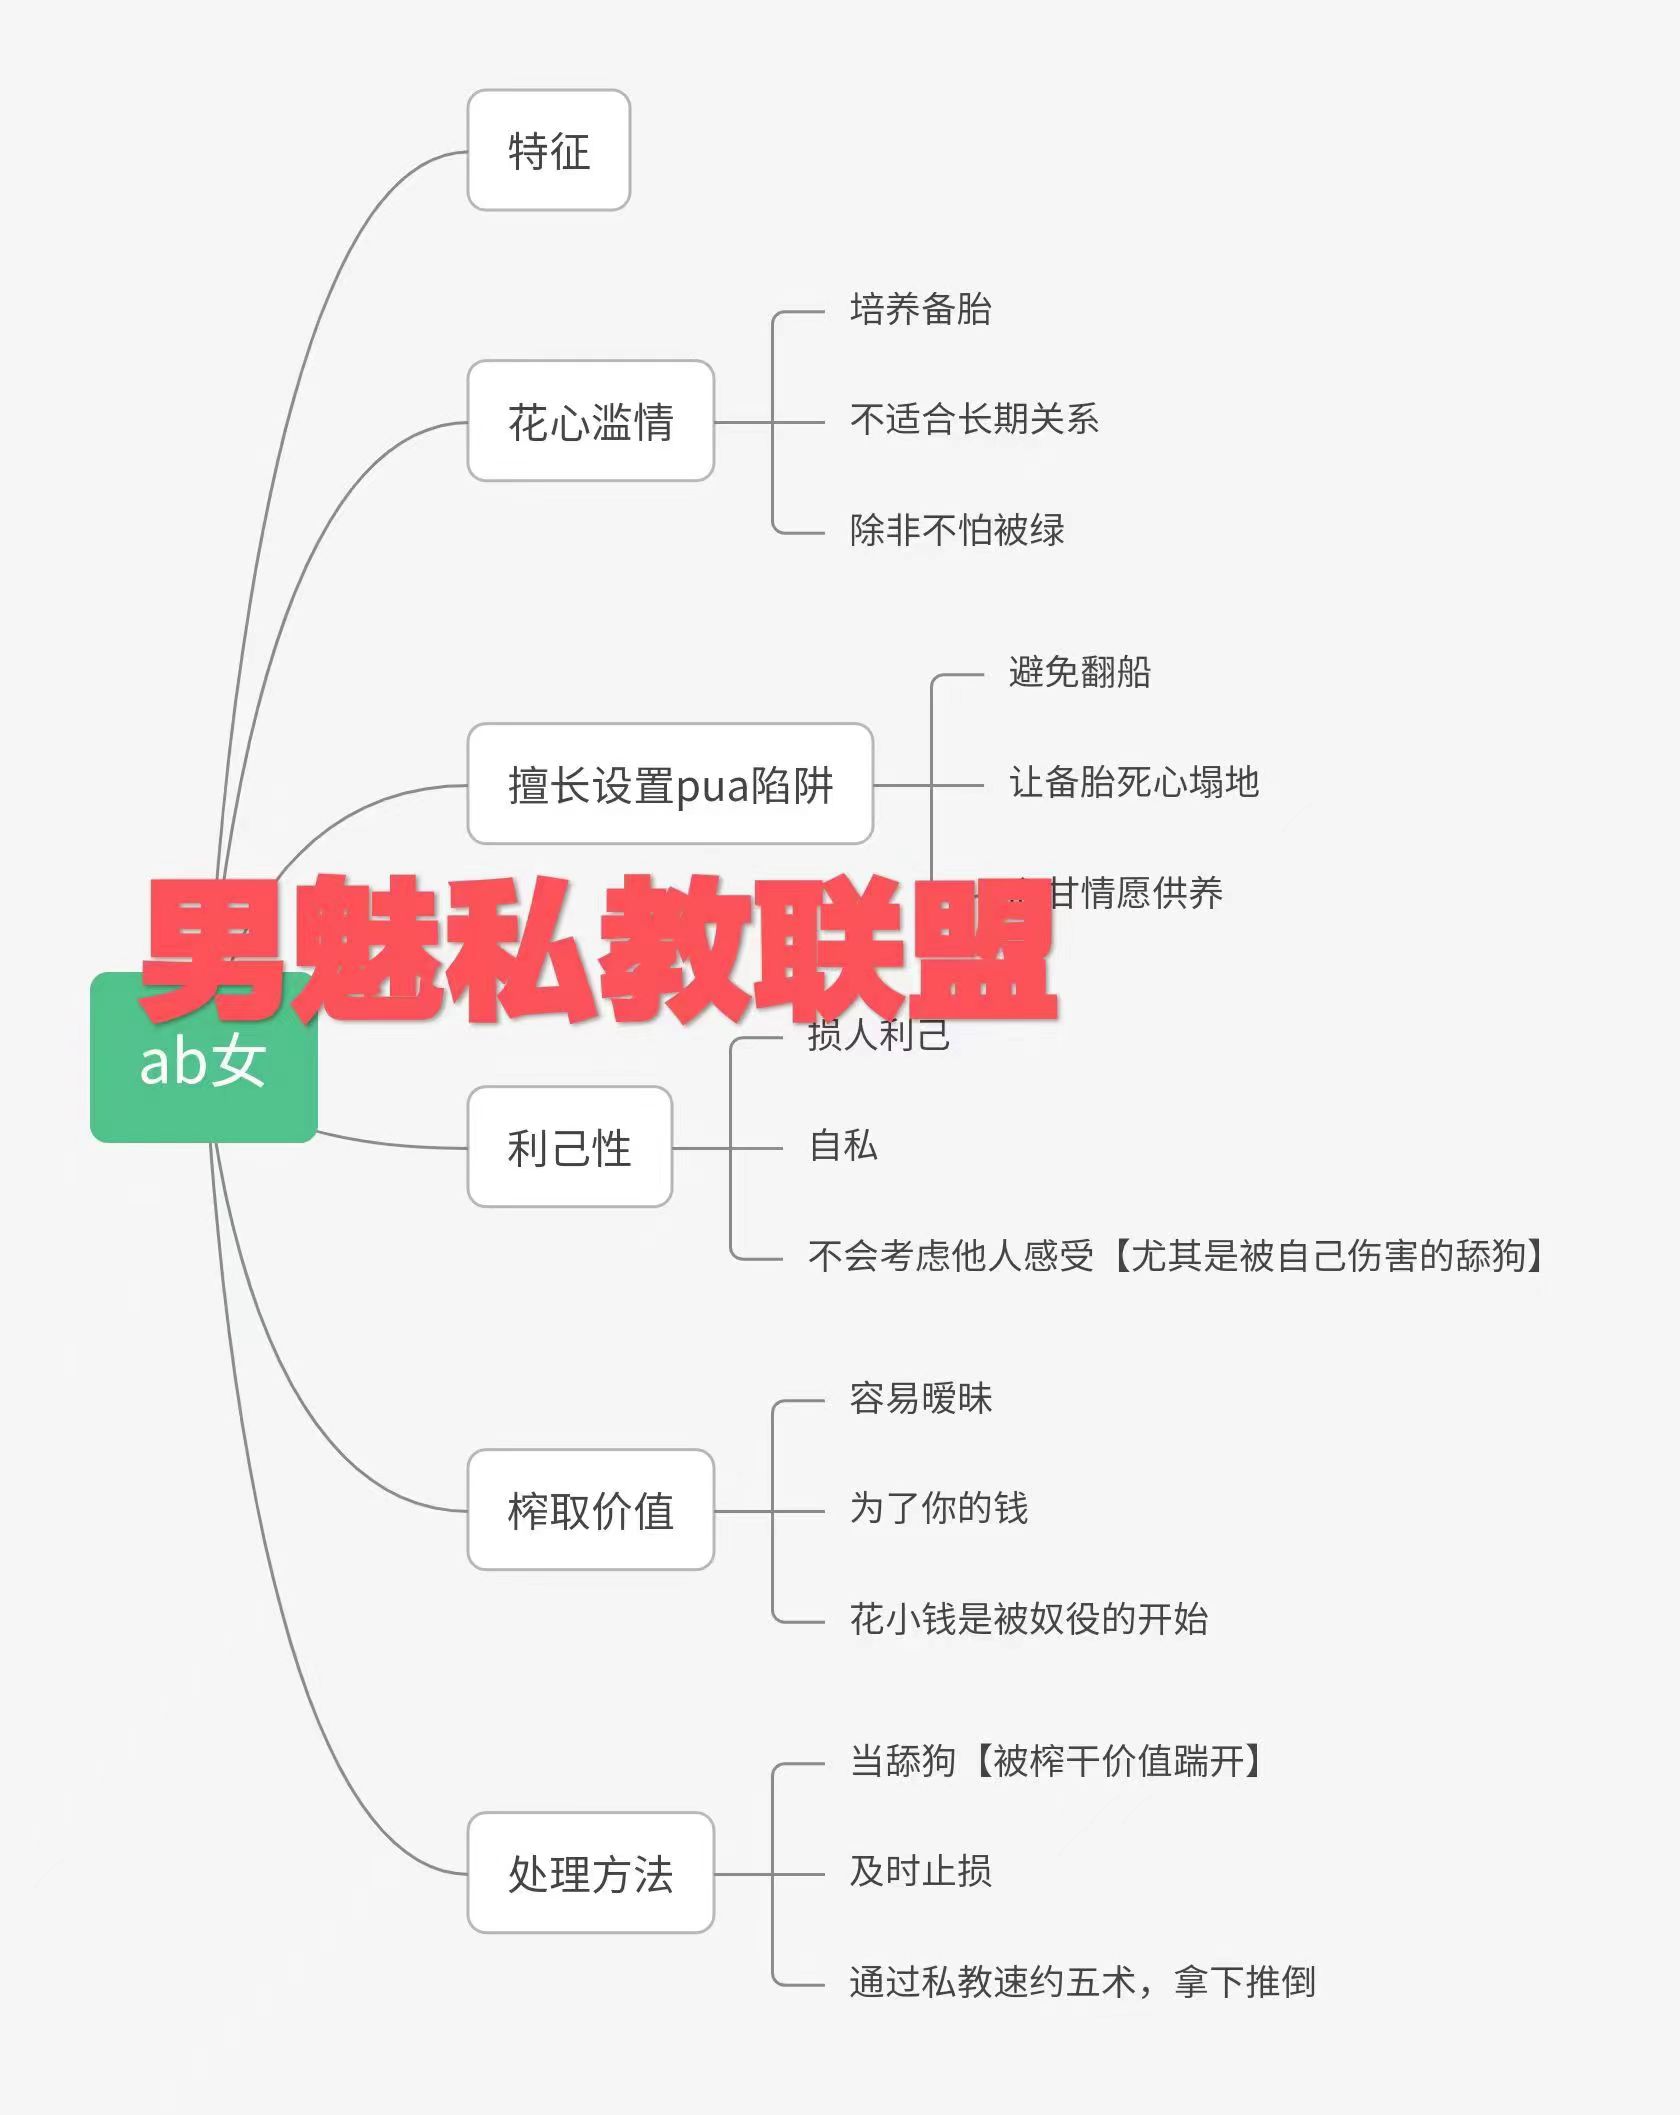 特征
花心滥情
培养备胎
不适合长期关系
除非不怕被绿
擅长设置pua陷阱
避免翻船
让备胎死心塌地
甘情愿供养
男魅私教联盟
ab女
利己性
损人利己
自私
不会考虑他人感受【尤其是被自己伤害的舔狗】
榨取价值
容易暧昧
为了你的钱
花小钱是被奴役的开始
处理方法
当舔狗【被榨干价值踹开】
及时止损
通过私教速约五术，拿下推倒